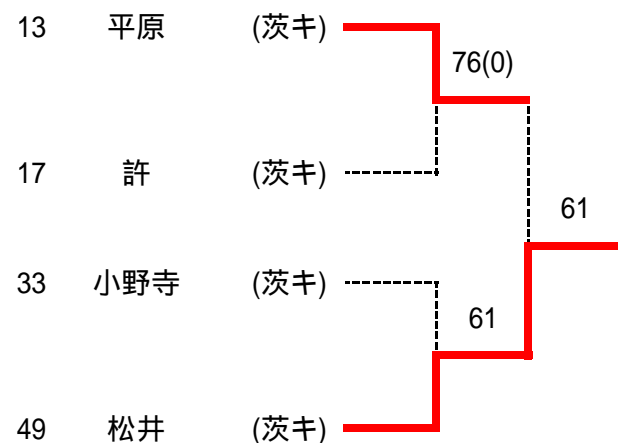 13 平原 (茨キ)
76(0)
17 許 (茨キ)
61
33 小野寺 (茨キ)
61
49 松井 (茨キ)